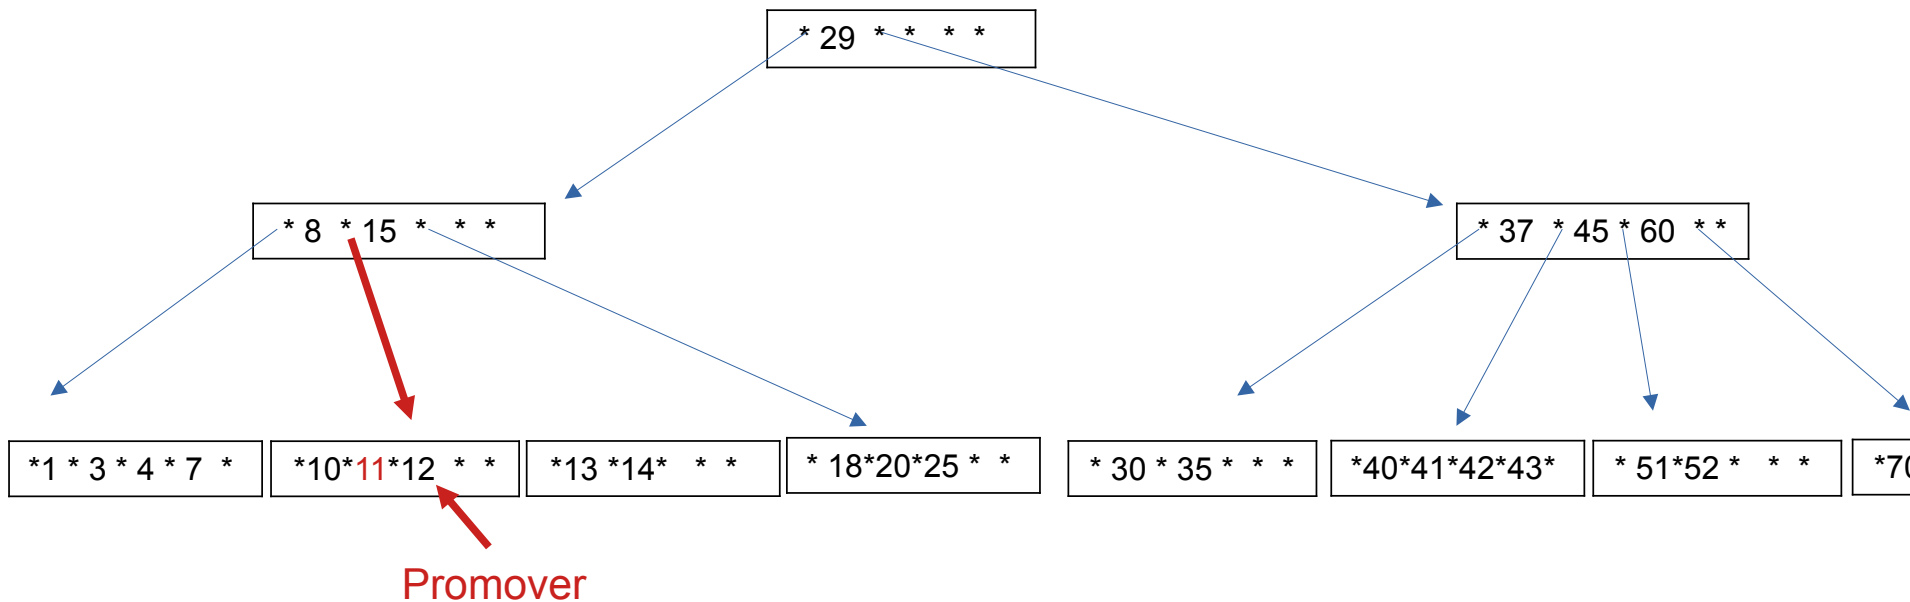 * 29 * * * *
* 8 * 15 * * *
* 37 * 45 * 60 * *
*1 * 3 * 4 * 7 *
*10*11*12 * *
*13 *14* * *
* 18*20*25 * *
* 30 * 35 * * *
*40*41*42*43*
* 51*52 * * *
*70
Promover